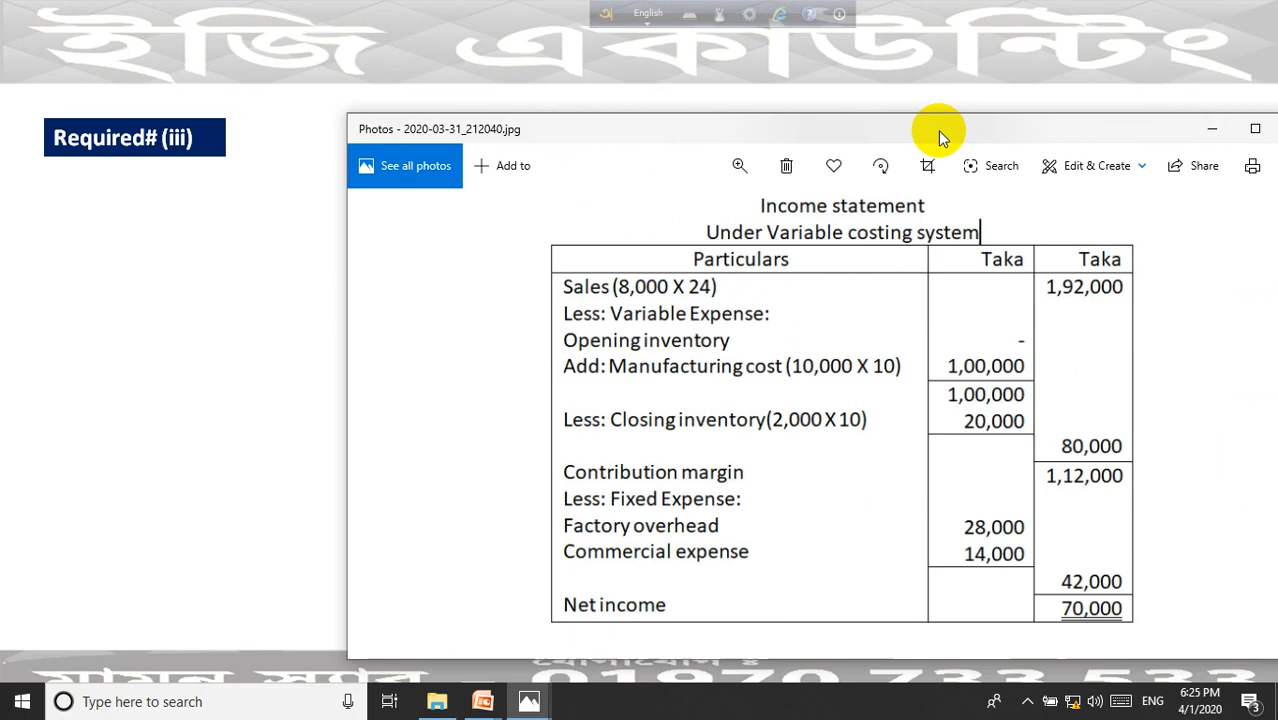 ইজি একাউন্টিং
English
Required# (iii)
Photos - 2020-03-31_212040.jpg
See all photos
Add to
Search
Edit & Create
Share
Income statement
Under Variable costing system
Particulars Taka Taka
Sales (8,000 X 24) 1,92,000
Less: Variable Expense:
Opening inventory -
Add: Manufacturing cost (10,000 X 10) 1,00,000
1,00,000
Less: Closing inventory(2,000 X 10) 20,000
80,000
Contribution margin 1,12,000
Less: Fixed Expense:
Factory overhead 28,000
Commercial expense 14,000
42,000
Net income 70,000
Type here to search
ENG
6:25 PM
4/1/2020
3